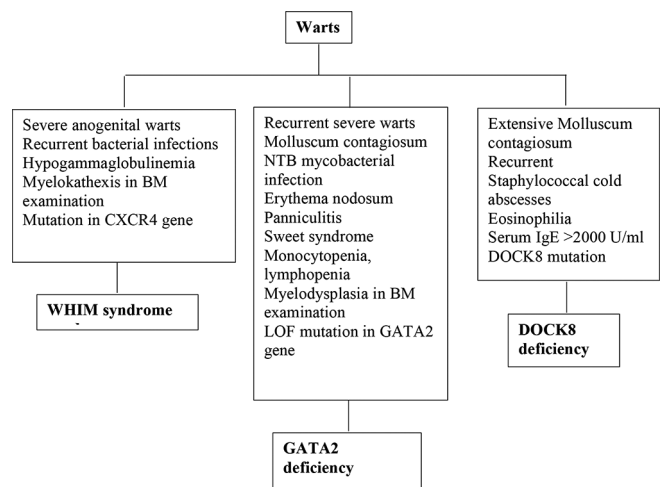 Warts
Severe anogenital warts
Recurrent bacterial infections
Hypogammaglobulinemia
Myelokathexis in BM
examination
Mutation in CXCR4 gene
WHIM syndrome
Recurrent severe warts
Molluscum contagiosum
NTB mycobacterial
infection
Erythema nodosum
Panniculitis
Sweet syndrome
Monocytopenia,
lymphopenia
Myelodysplasia in BM
examination
LOF mutation in GATA2
gene
GATA2
deficiency
Extensive Molluscum
contagiosum
Recurrent
Staphylococcal cold
abscesses
Eosinophilia
Serum IgE >2000 U/ml
DOCK8 mutation
DOCK8
deficiency